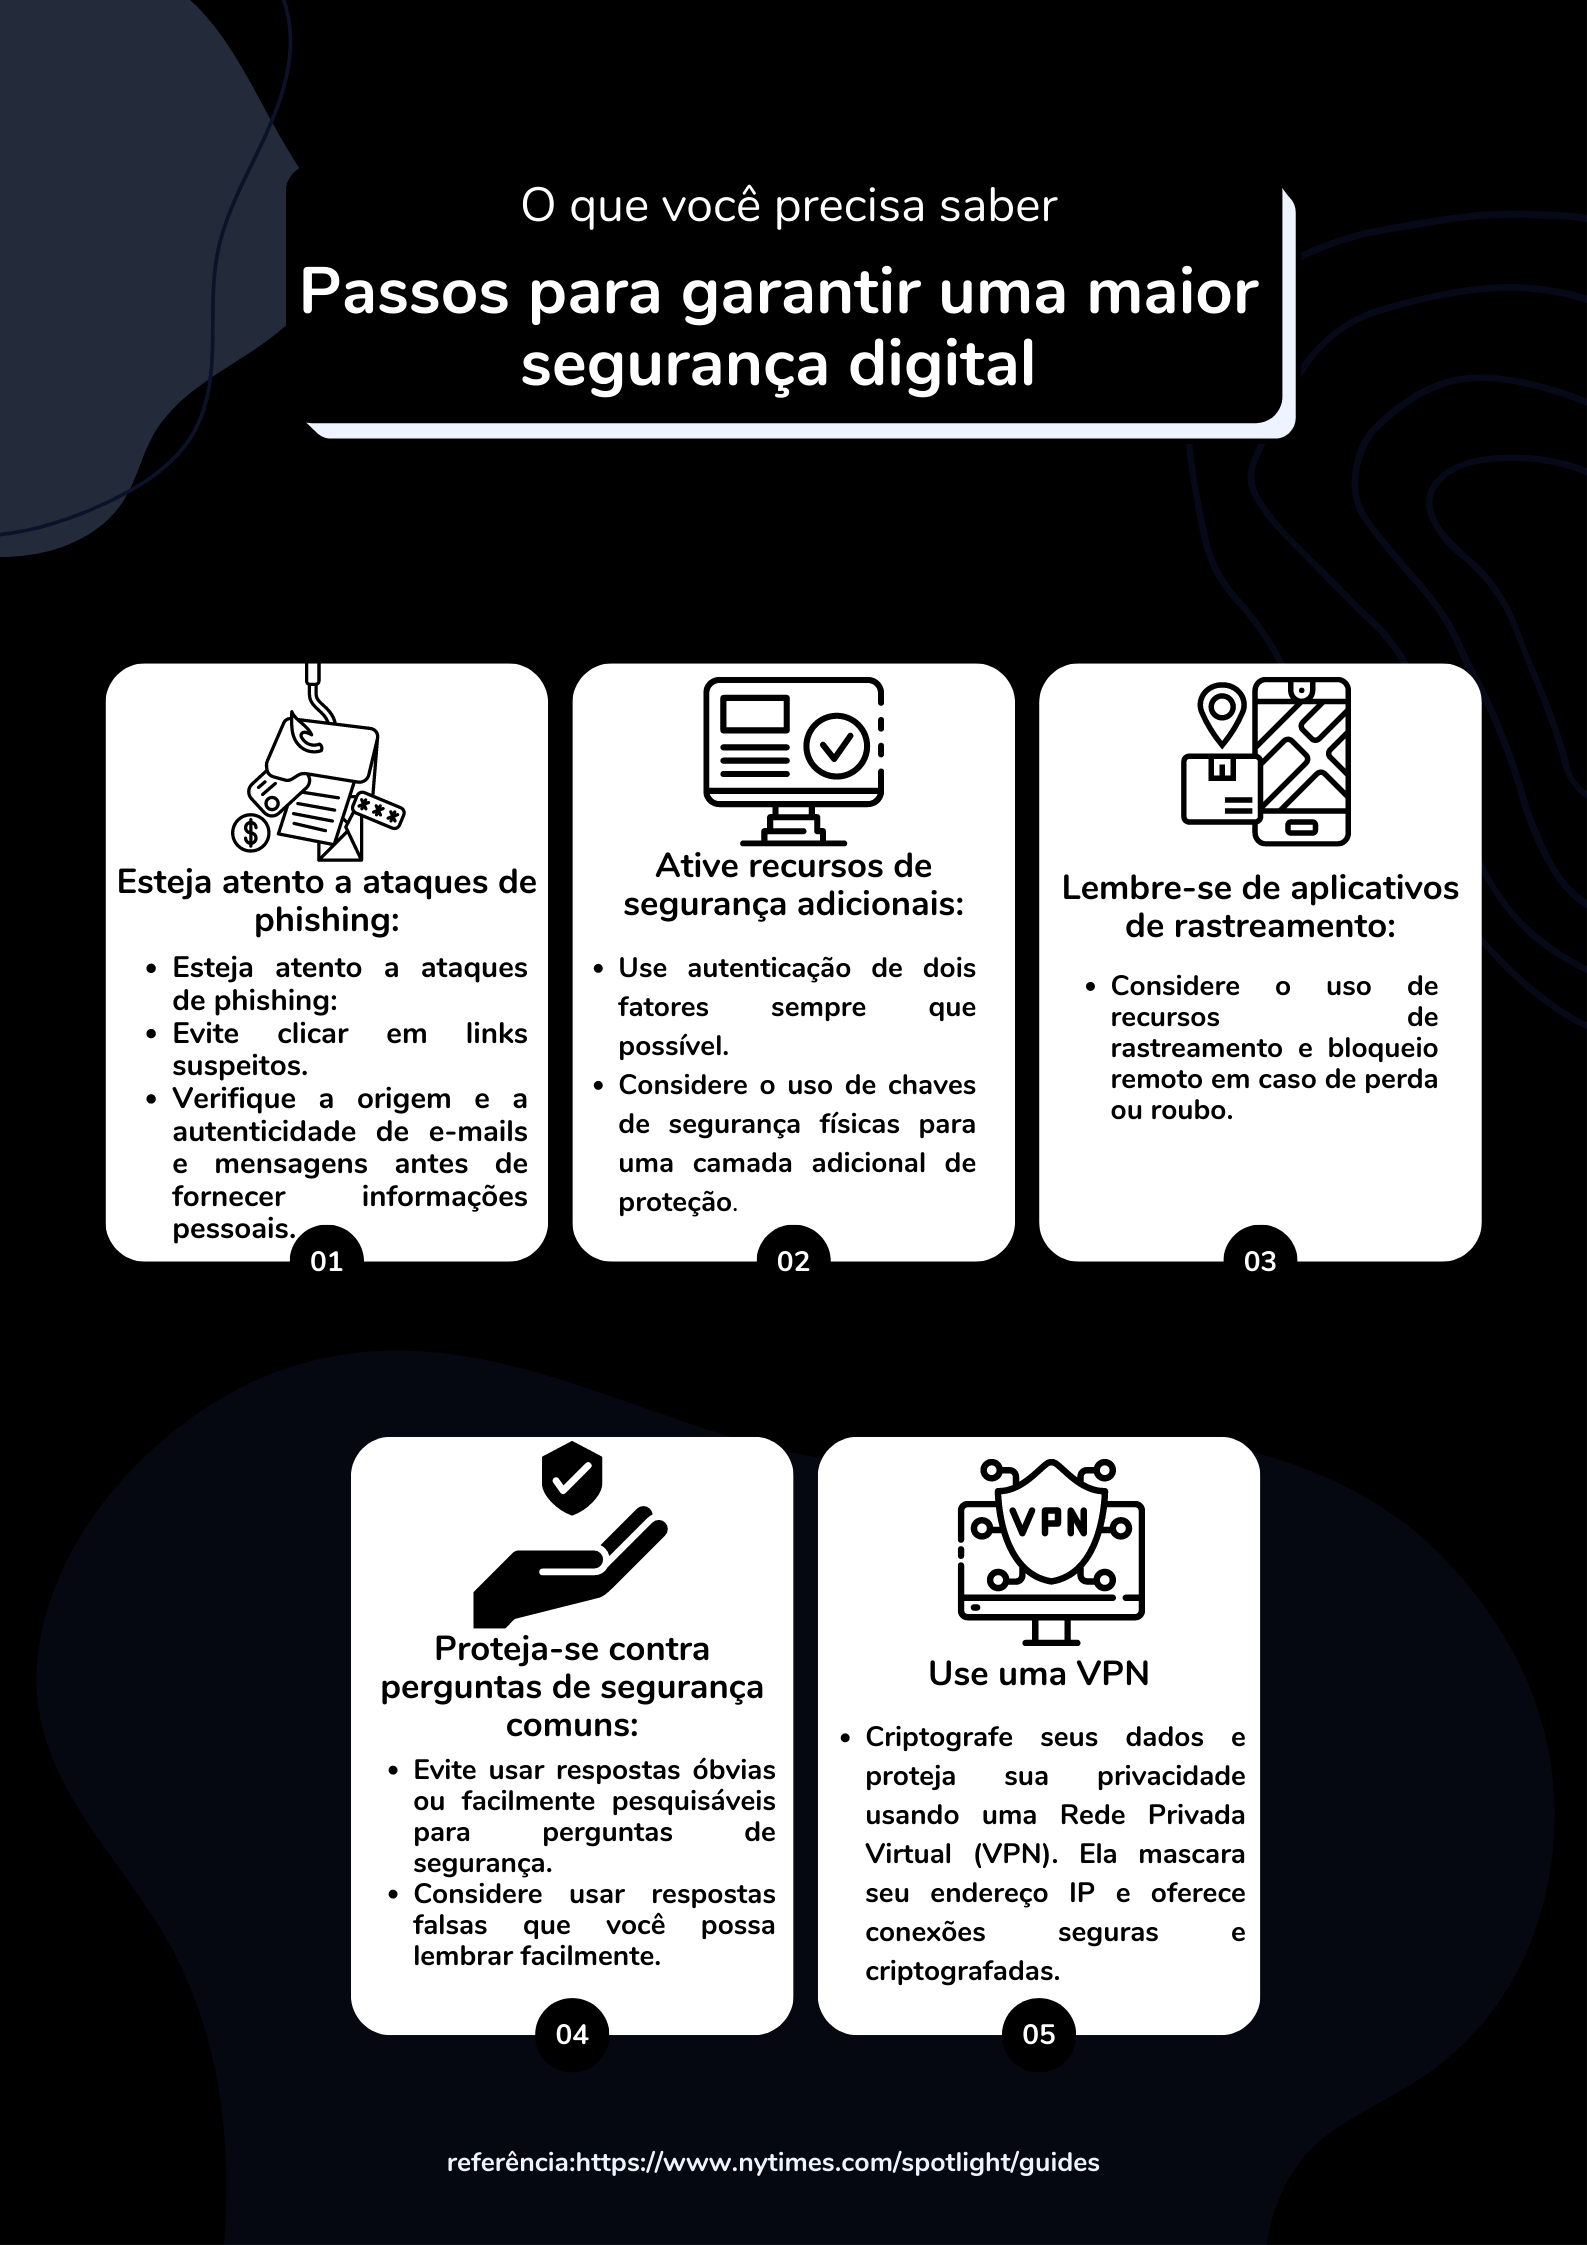 O que você precisa saber
Passos para garantir uma maior
segurança digital
Esteja atento a ataques de
phishing:
• Esteja atento a ataques
de phishing:
• Evite clicar em links
suspeitos.
• Verifique a origem e a
autenticidade de e-mails
e mensagens antes de
fornecer informações
pessoais.
01
Ative recursos de
segurança adicionais:
• Use autenticação de dois
fatores sempre que
possível.
• Considere o uso de chaves
de segurança físicas para
uma camada adicional de
proteção.
02
Lembre-se de aplicativos
de rastreamento:
• Considere o uso de
recursos de
rastreamento e bloqueio
remoto em caso de perda
ou roubo.
03
Proteja-se contra
perguntas de segurança
comuns:
• Evite usar respostas óbvias
ou facilmente pesquisáveis
para perguntas de
segurança.
• Considere usar respostas
falsas que você possa
lembrar facilmente.
04
VPN
Use uma VPN
• Criptografe seus dados e
proteja sua privacidade
usando uma Rede Privada
Virtual (VPN). Ela mascara
seu endereço IP e oferece
conexões seguras e
criptografadas.
05
referência:https://www.nytimes.com/spotlight/guides